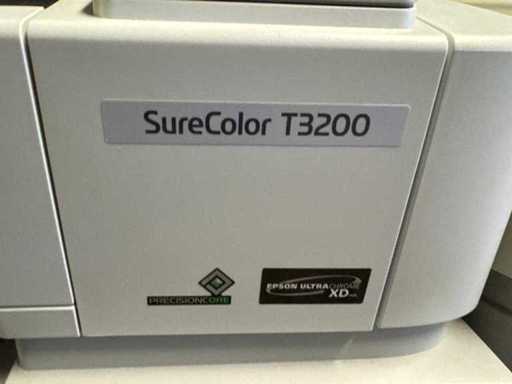 SureColor T3200
PRECISIONCORE
EPSON ULTRACHROME
XD